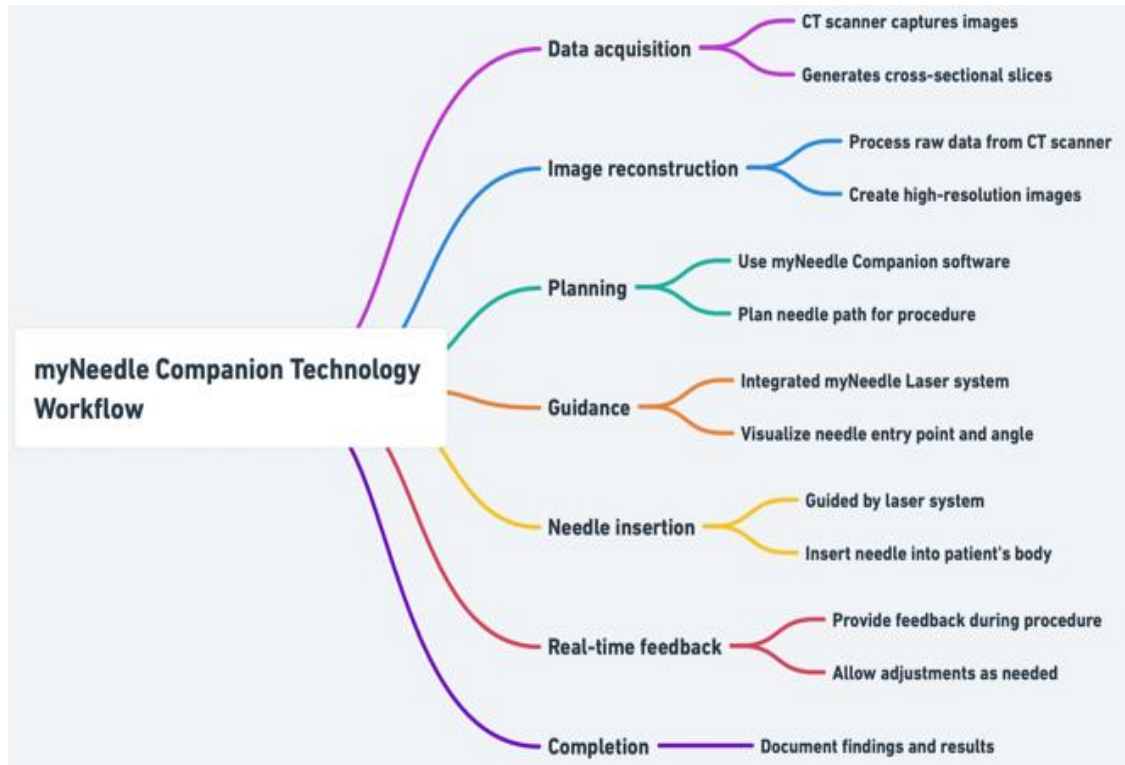 myNeedle Companion Technology
Workflow
Data acquisition
CT scanner captures images
Generates cross-sectional slices
Image reconstruction
Process raw data from CT scanner
Create high-resolution images
Planning
Use myNeedle Companion software
Plan needle path for procedure
Guidance
Integrated myNeedle Laser system
Visualize needle entry point and angle
Needle insertion
Guided by laser system
Insert needle into patient's body
Real-time feedback
Provide feedback during procedure
Allow adjustments as needed
Completion
Document findings and results